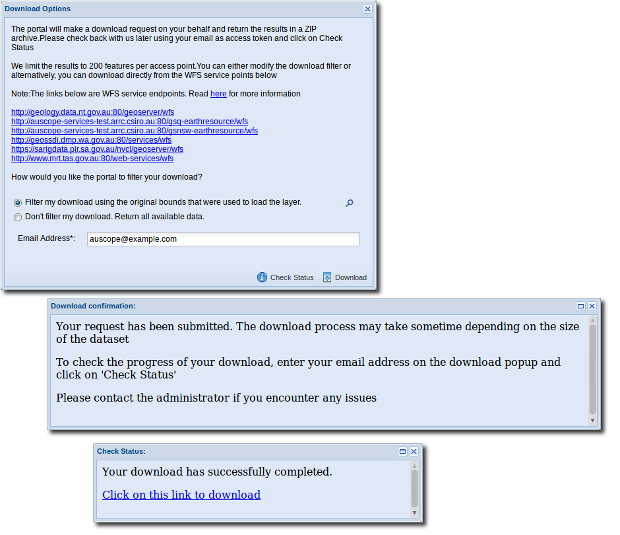 Download Options
The portal will make a download request on your behalf and return the results in a ZIP
archive.Please check back with us later using your email as access token and click on Check
Status
We limit the results to 200 features per access point.You can either modify the download filter or
alternatively, you can download directly from the WFS service points below
Note:The links below are WFS service endpoints. Read here for more information
http://geology.data.nt.gov.au:80/geoserver/wfs
http://auscope-services-test.arrc.csiro.au:80/gsq-earthresource/wfs
http://auscope-services-test.arrc.csiro.au:80/gsnsw-earthresource/wfs
http://geossdi.dmp.wa.gov.au:80/services/wfs
https://sarigdata.pir.sa.gov.au/nvcl/geoserver/wfs
http://www.mrt.tas.gov.au:80/web-services/wfs
How would you like the portal to filter your download?
Filter my download using the original bounds that were used to load the layer.
Don't filter my download. Return all available data.
Email Address*: auscope@example.com
Check Status Download
Download confirmation:
Your request has been submitted. The download process may take sometime depending on the size
of the dataset
To check the progress of your download, enter your email address on the download popup and
click on 'Check Status'
Please contact the administrator if you encounter any issues
Check Status:
Your download has successfully completed.
Click on this link to download